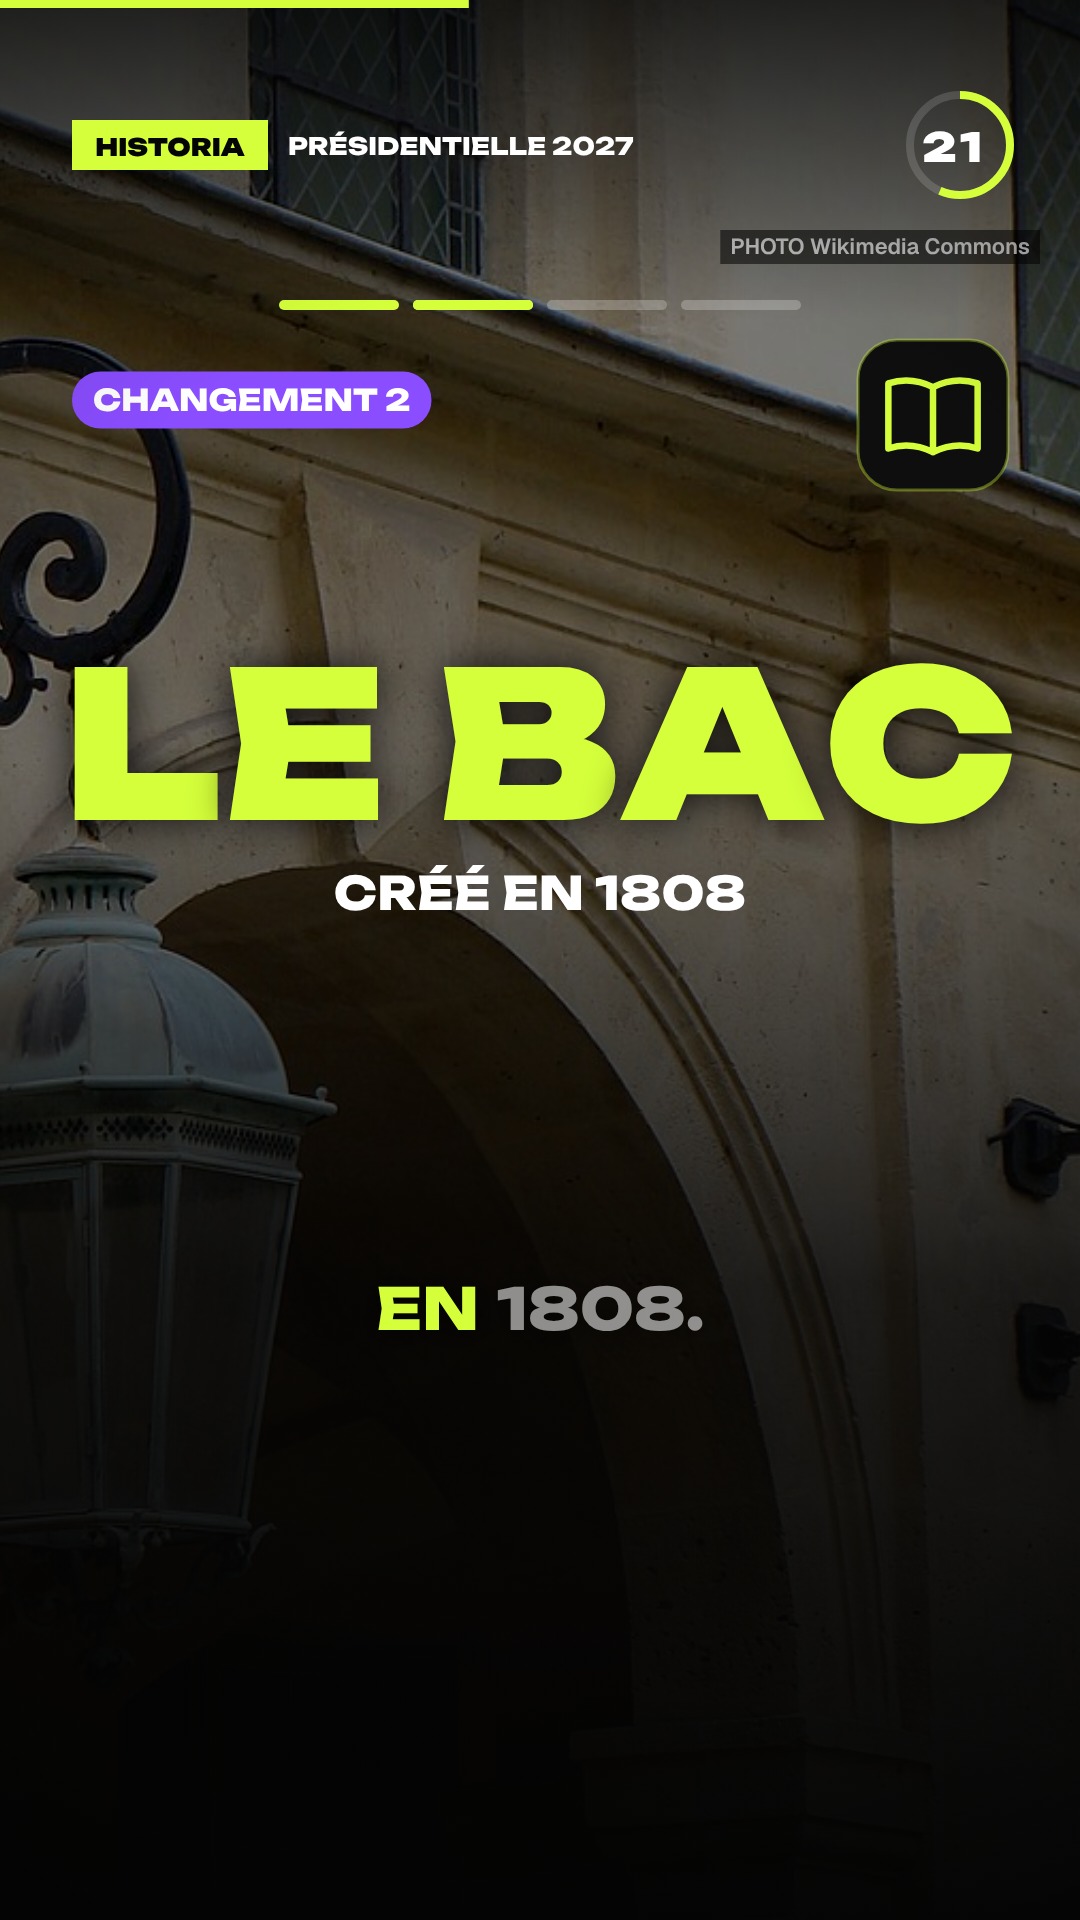 HISTORIA
PRÉSIDENTIELLE 2027
21
PHOTO Wikimedia Commons
CHANGEMENT 2
LE BAC
CRÉÉ EN 1808
EN 1808.